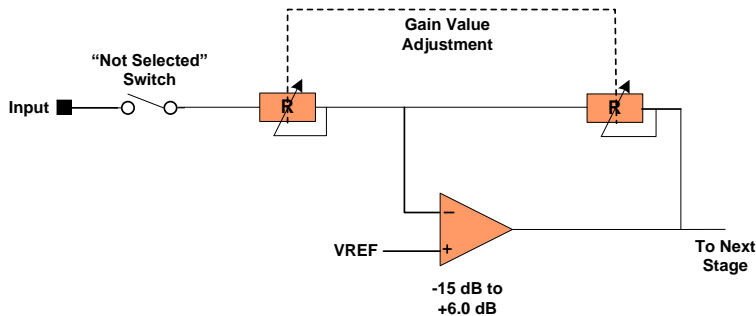 Gain Value
Adjustment
“Not Selected”
Switch
Input
R
R
VREF
−
+
To Next
Stage
-15 dB to
+6.0 dB